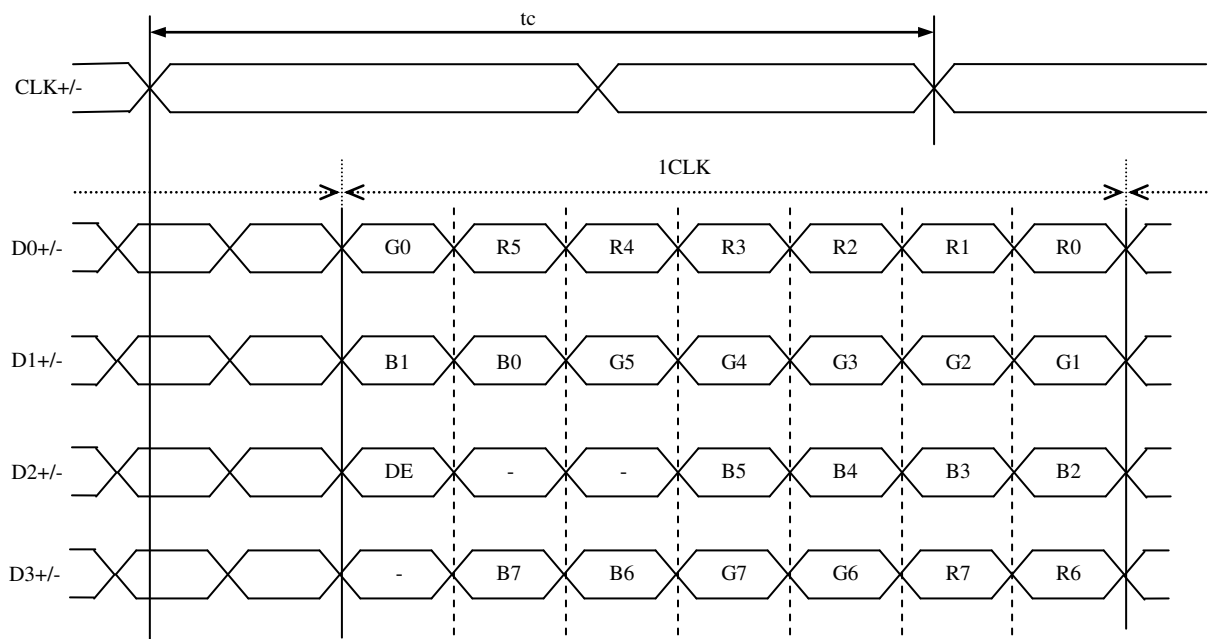 tc
CLK+/-
1CLK
D0+/- G0 R5 R4 R3 R2 R1 R0
D1+/- B1 B0 G5 G4 G3 G2 G1
D2+/- DE - - B5 B4 B3 B2
D3+/- - B7 B6 G7 G6 R7 R6